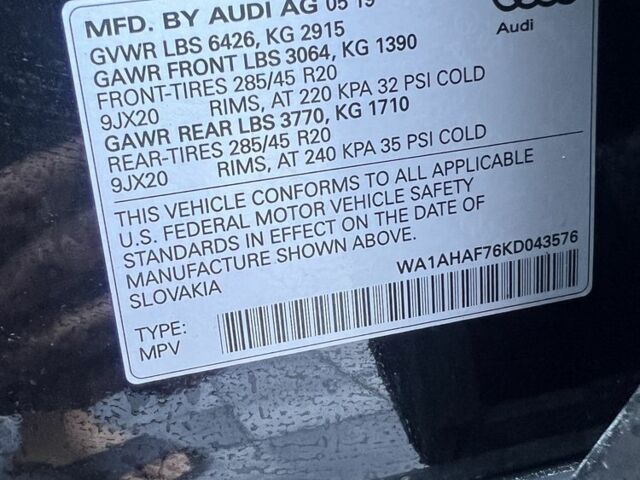 MFD. BY AUDI AG 05 19
Audi
GVWR LBS 6426, KG 2915
GAWR FRONT LBS 3064, KG 1390
FRONT-TIRES 285/45 R20
9JX20 RIMS, AT 220 KPA 32 PSI COLD
GAWR REAR LBS 3770, KG 1710
REAR-TIRES 285/45 R20
9JX20 RIMS, AT 240 KPA 35 PSI COLD
THIS VEHICLE CONFORMS TO ALL APPLICABLE
U.S. FEDERAL MOTOR VEHICLE SAFETY
STANDARDS IN EFFECT ON THE DATE OF
MANUFACTURE SHOWN ABOVE.
SLOVAKIA
WA1AHAF76KD043576
TYPE:
MPV